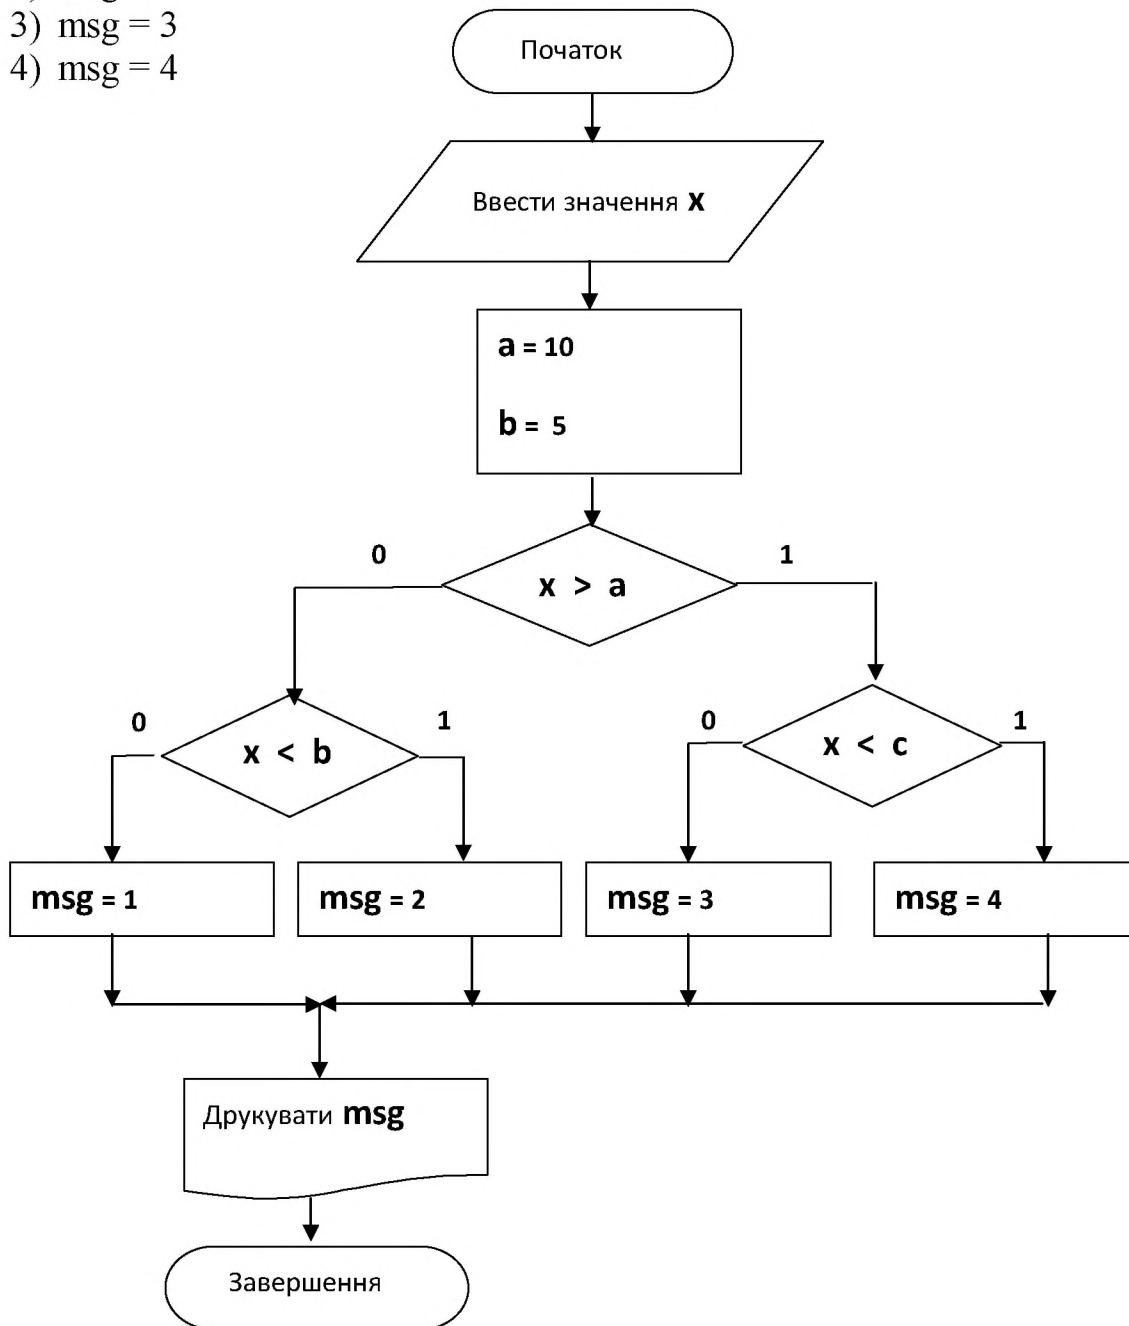 3) msg = 3
4) msg = 4
Початок
Ввести значення x
a = 10
b = 5
x > a
0
1
x < b
0
1
x < c
0
1
msg = 1
msg = 2
msg = 3
msg = 4
Друкувати msg
Завершення